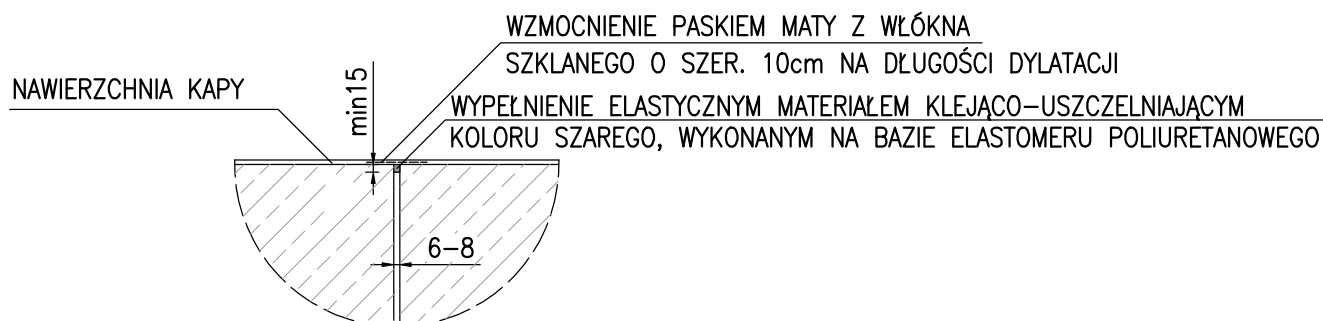 WZMOCNIENIE PASKIEM MATY Z WŁÓKNA
SZKLANEGO O SZER. 10cm NA DŁUGOŚCI DYLATACJI
NAWIERZCHNIA KAPY
min15
WYPEŁNIENIE ELASTYCZNYM MATERIAŁEM KLEJĄCO-USZCZELNIAJĄCYM
KOLORU SZAREGO, WYKONANYM NA BAZIE ELASTOMERU POLIURETANOWEGO
6-8